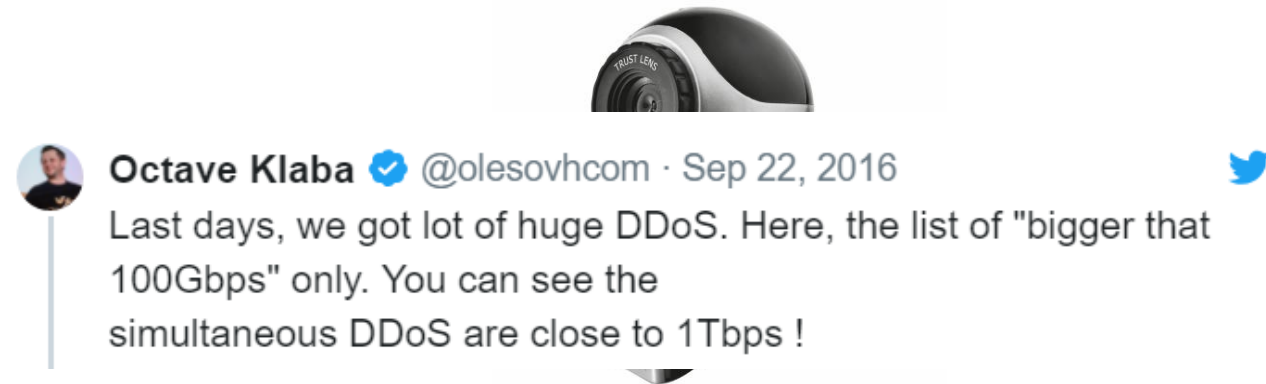 TRUST LENS
Octave Klaba @olesovhcom · Sep 22, 2016
Last days, we got lot of huge DDoS. Here, the list of "bigger that
100Gbps" only. You can see the
simultaneous DDoS are close to 1Tbps !